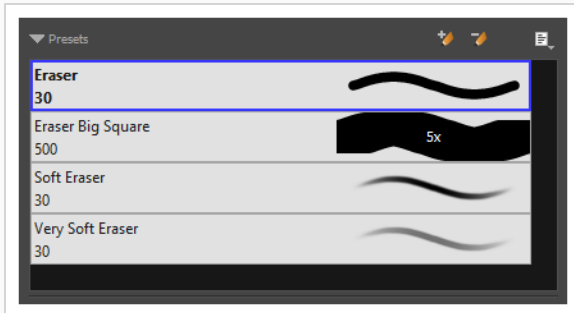 Presets
Eraser
30
Eraser Big Square
500
5x
Soft Eraser
30
Very Soft Eraser
30